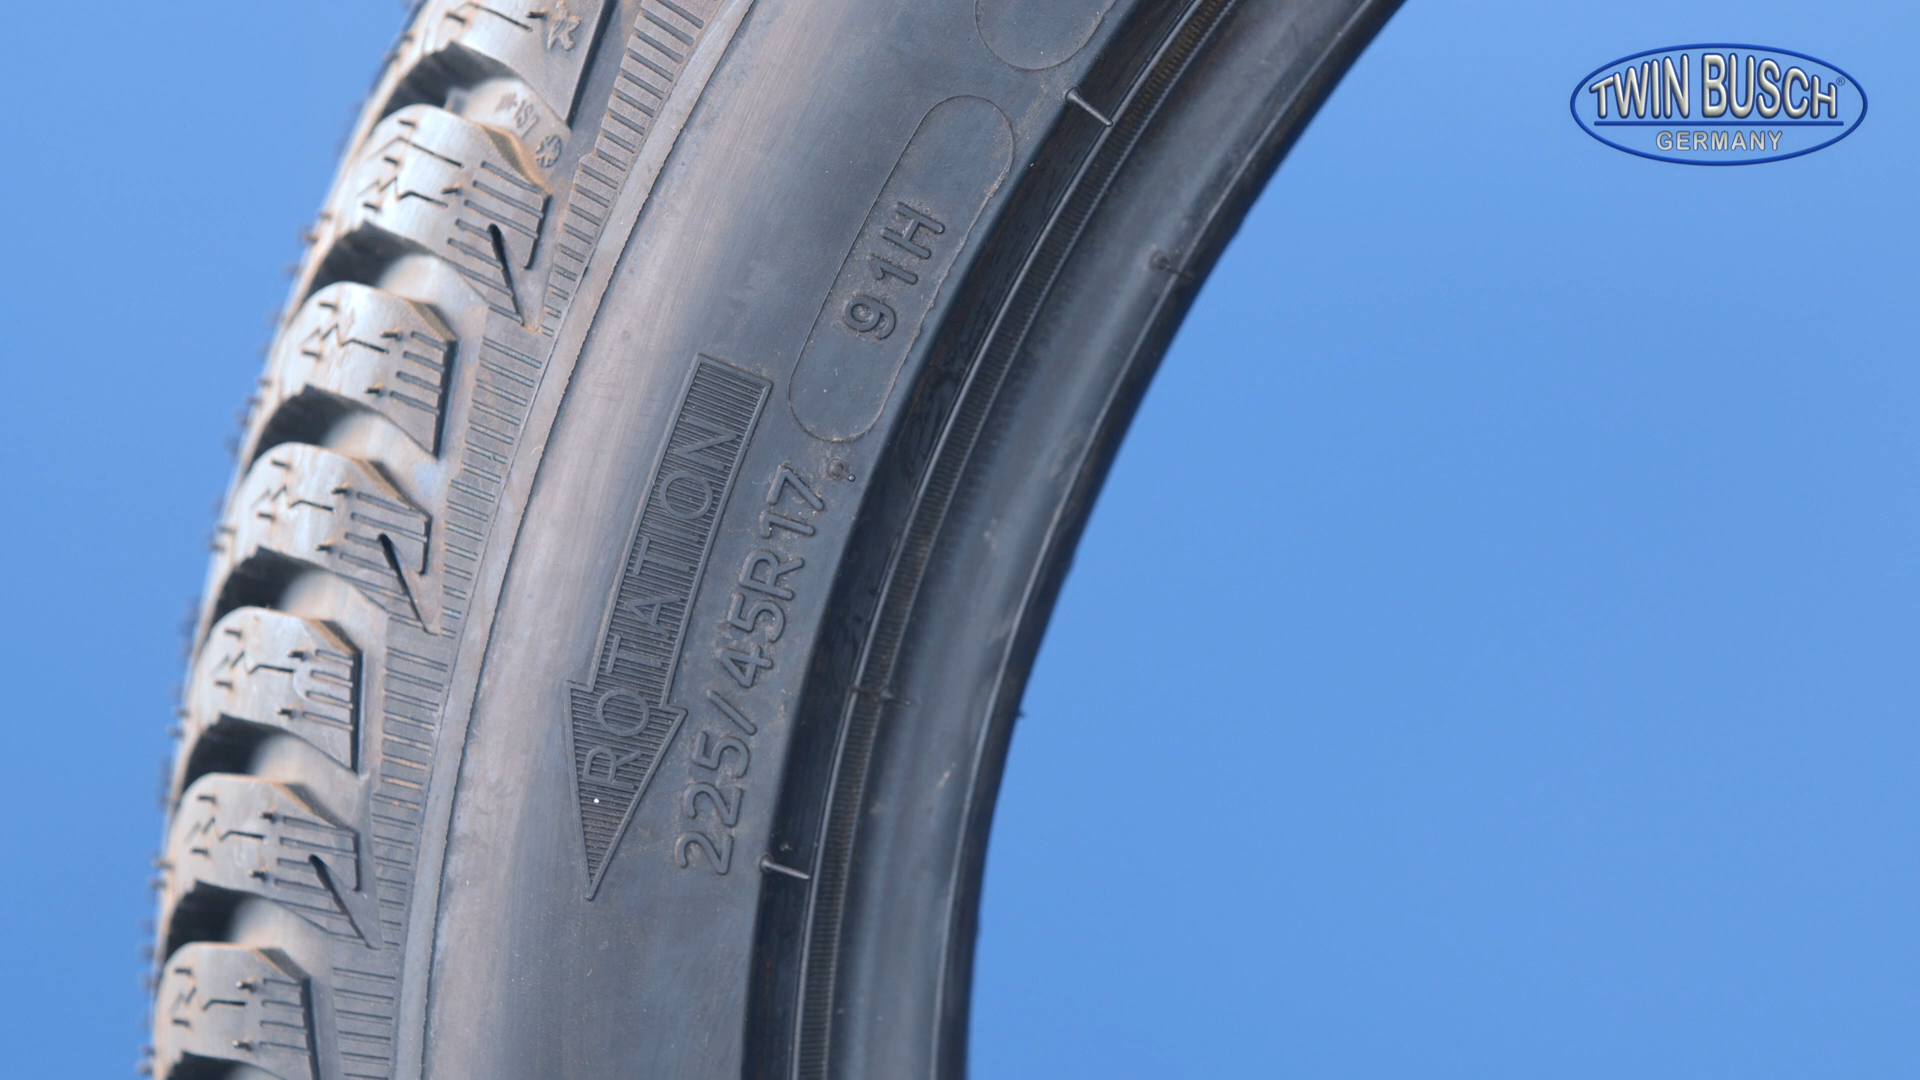 TWIN BUSCH®
GERMANY
91H
ROTATION
225/45R17